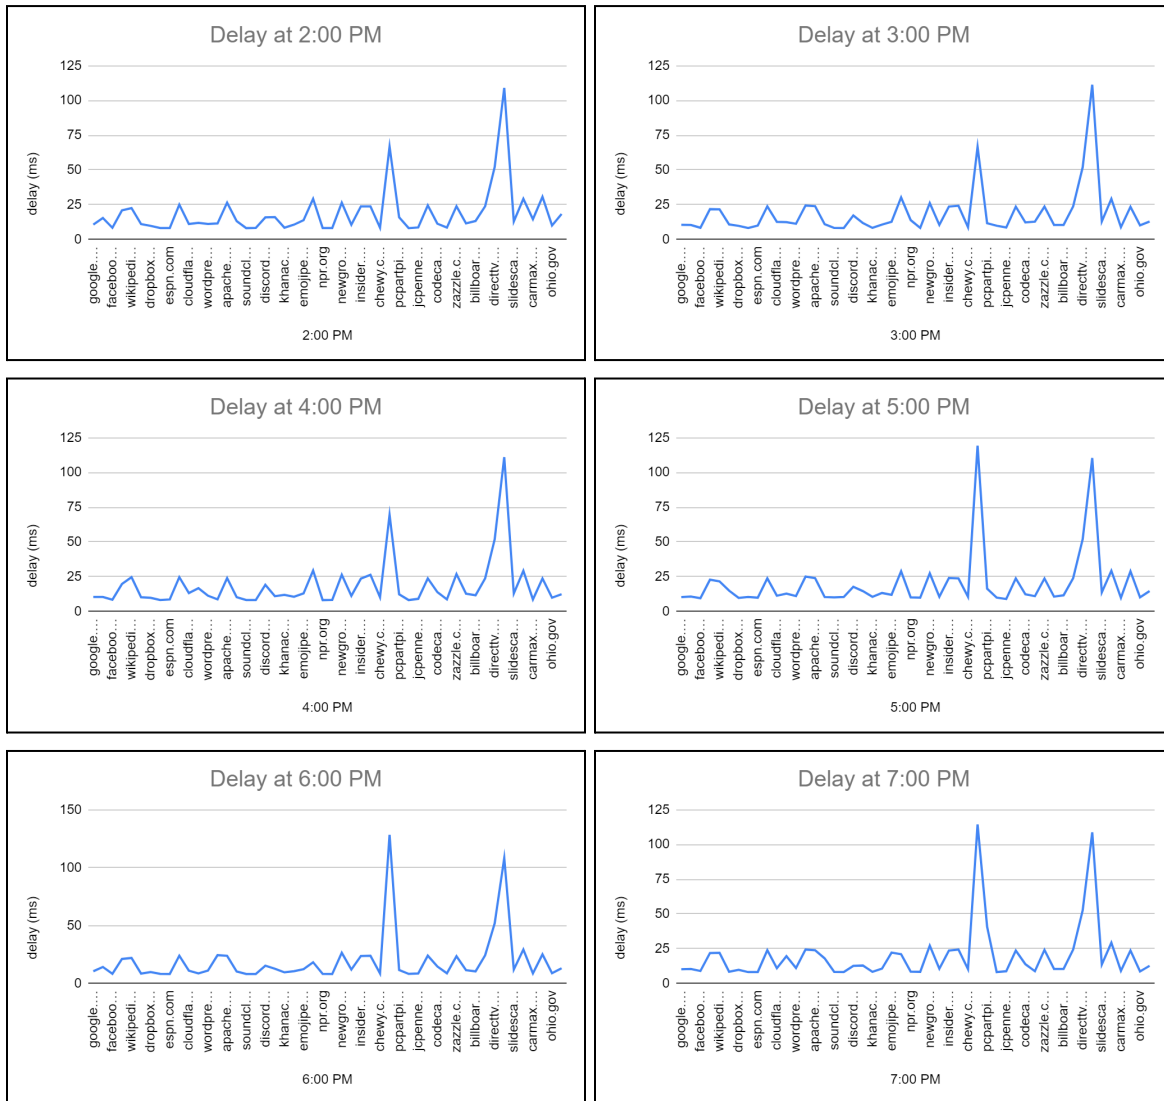 Delay at 2:00 PM
delay (ms)
125
100
75
50
25
0
google.…
faceboo…
wikipedi…
dropbox…
espn.com
cloudfla…
wordpre…
apache.…
soundcl…
discord…
khanac…
emojipe…
npr.org
newgro…
insider.…
chewy.c…
pcpartpi…
jcpenne…
codeca…
zazzle.c…
billboar…
directtv…
slidesca…
carmax.…
ohio.gov
2:00 PM
Delay at 3:00 PM
delay (ms)
125
100
75
50
25
0
google.…
faceboo…
wikipedi…
dropbox…
espn.com
cloudfla…
wordpre…
apache.…
soundcl…
discord…
khanac…
emojipe…
npr.org
newgro…
insider.…
chewy.c…
pcpartpi…
jcpenne…
codeca…
zazzle.c…
billboar…
directtv…
slidesca…
carmax.…
ohio.gov
3:00 PM
Delay at 4:00 PM
delay (ms)
125
100
75
50
25
0
google.…
faceboo…
wikipedi…
dropbox…
espn.com
cloudfla…
wordpre…
apache.…
soundcl…
discord…
khanac…
emojipe…
npr.org
newgro…
insider.…
chewy.c…
pcpartpi…
jcpenne…
codeca…
zazzle.c…
billboar…
directtv…
slidesca…
carmax.…
ohio.gov
4:00 PM
Delay at 5:00 PM
delay (ms)
125
100
75
50
25
0
google.…
faceboo…
wikipedi…
dropbox…
espn.com
cloudfla…
wordpre…
apache.…
soundcl…
discord…
khanac…
emojipe…
npr.org
newgro…
insider.…
chewy.c…
pcpartpi…
jcpenne…
codeca…
zazzle.c…
billboar…
directtv…
slidesca…
carmax.…
ohio.gov
5:00 PM
Delay at 6:00 PM
delay (ms)
150
100
50
0
google.…
faceboo…
wikipedi…
dropbox…
espn.com
cloudfla…
wordpre…
apache.…
soundcl…
discord…
khanac…
emojipe…
npr.org
newgro…
insider.…
chewy.c…
pcpartpi…
jcpenne…
codeca…
zazzle.c…
billboar…
directtv…
slidesca…
carmax.…
ohio.gov
6:00 PM
Delay at 7:00 PM
delay (ms)
125
100
75
50
25
0
google.…
faceboo…
wikipedi…
dropbox…
espn.com
cloudfla…
wordpre…
apache.…
soundcl…
discord…
khanac…
emojipe…
npr.org
newgro…
insider.…
chewy.c…
pcpartpi…
jcpenne…
codeca…
zazzle.c…
billboar…
directtv…
slidesca…
carmax.…
ohio.gov
7:00 PM